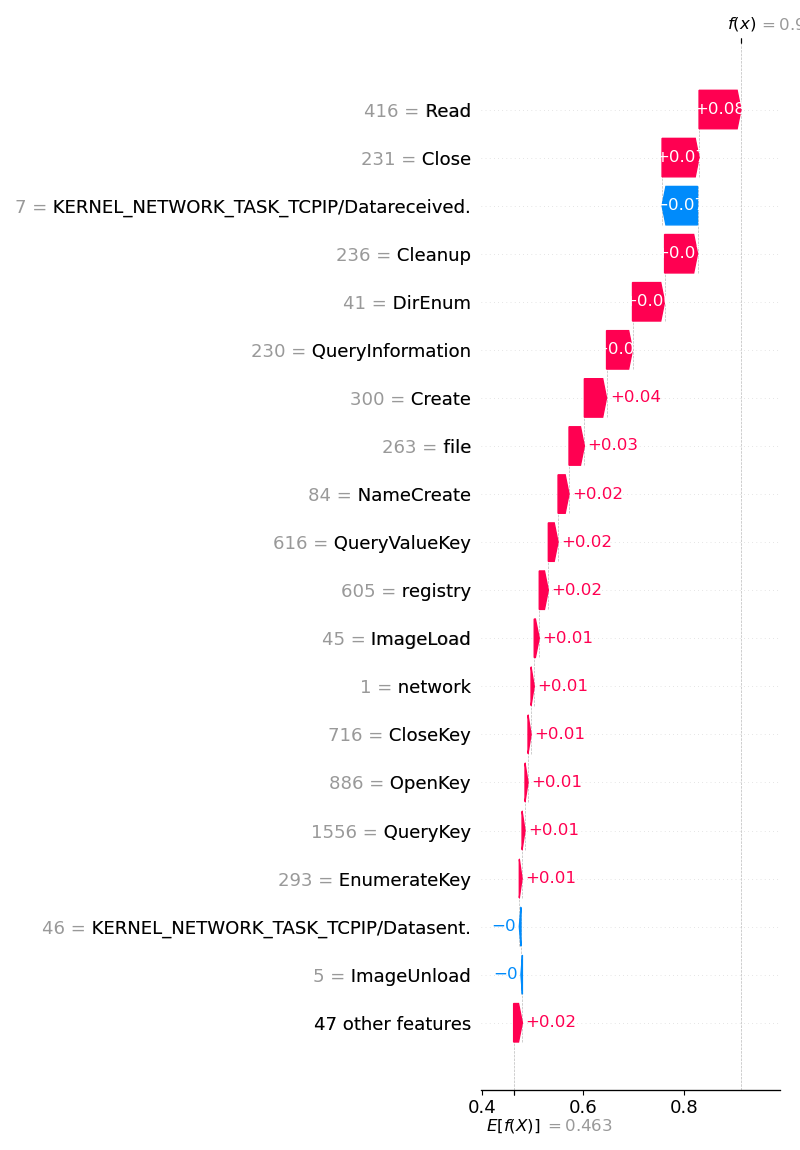 f(x) = 0.9
416 = Read +0.08
231 = Close +0.07
7 = KERNEL_NETWORK_TASK_TCPIP/Datareceived. −0.07
236 = Cleanup 0.0
41 = DirEnum 0.0
230 = QueryInformation 0.0
300 = Create +0.04
263 = file +0.03
84 = NameCreate +0.02
616 = QueryValueKey +0.02
605 = registry +0.02
45 = ImageLoad +0.01
1 = network +0.01
716 = CloseKey +0.01
886 = OpenKey +0.01
1556 = QueryKey +0.01
293 = EnumerateKey +0.01
46 = KERNEL_NETWORK_TASK_TCPIP/Datasent. −0
5 = ImageUnload −0
47 other features +0.02
0.4 0.6 0.8
E[f(X)] = 0.463